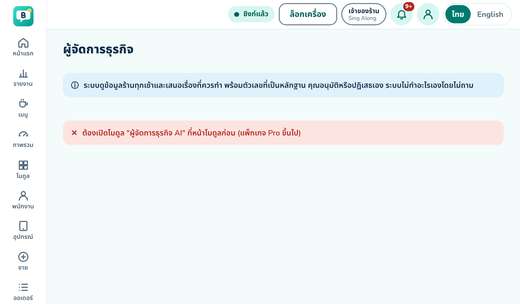 B
ซิงก์แล้ว
ล็อกเครื่อง
เจ้าของร้าน
Sing Along
9+
ไทย
English
หน้าแรก
รายงาน
เมนู
ภาพรวม
โมดูล
พนักงาน
อุปกรณ์
ขาย
ออเดอร์
ผู้จัดการธุรกิจ
ระบบดูข้อมูลร้านทุกเช้าและเสนอเรื่องที่ควรทำ พร้อมตัวเลขที่เป็นหลักฐาน คุณอนุมัติหรือปฏิเสธเอง ระบบไม่ทำอะไรเองโดยไม่ถาม
ต้องเปิดโมดูล "ผู้จัดการธุรกิจ AI" ที่หน้าโมดูลก่อน (แพ็กเกจ Pro ขึ้นไป)